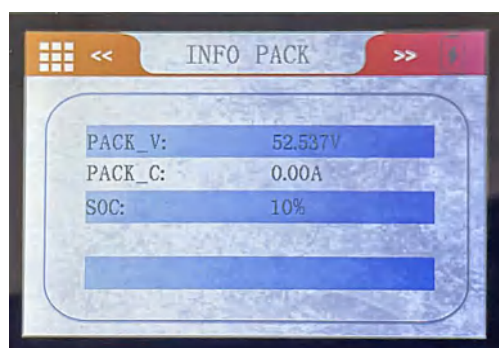 << INFO PACK >>
PACK_V: 52.537V
PACK_C: 0.00A
SOC: 10%